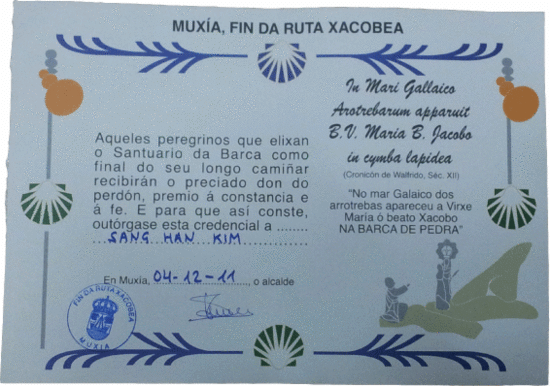 MUXÍA, FIN DA RUTA XACOBEA
Aqueles peregrinos que elixan
o Santuario da Barca como
final do seu longo camiñar
recibirán o preciado don do
perdón, premio á constancia e
á fe. E para que así conste,
outórgase esta credencial a ........
...SANG HAN KIM
En Muxía, 04-12-11..., o alcalde
FIN DA RUTA XACOBEA
MUXIA
In Mari Gallaico
Arotrebarum apparuit
B.V. Maria B. Jacobo
in cymba lapidea
(Cronicón de Walfrido, Séc. XII)
"No mar Galaico dos
arrotrebas apareceu a Virxe
María ó beato Xacobo
NA BARCA DE PEDRA"